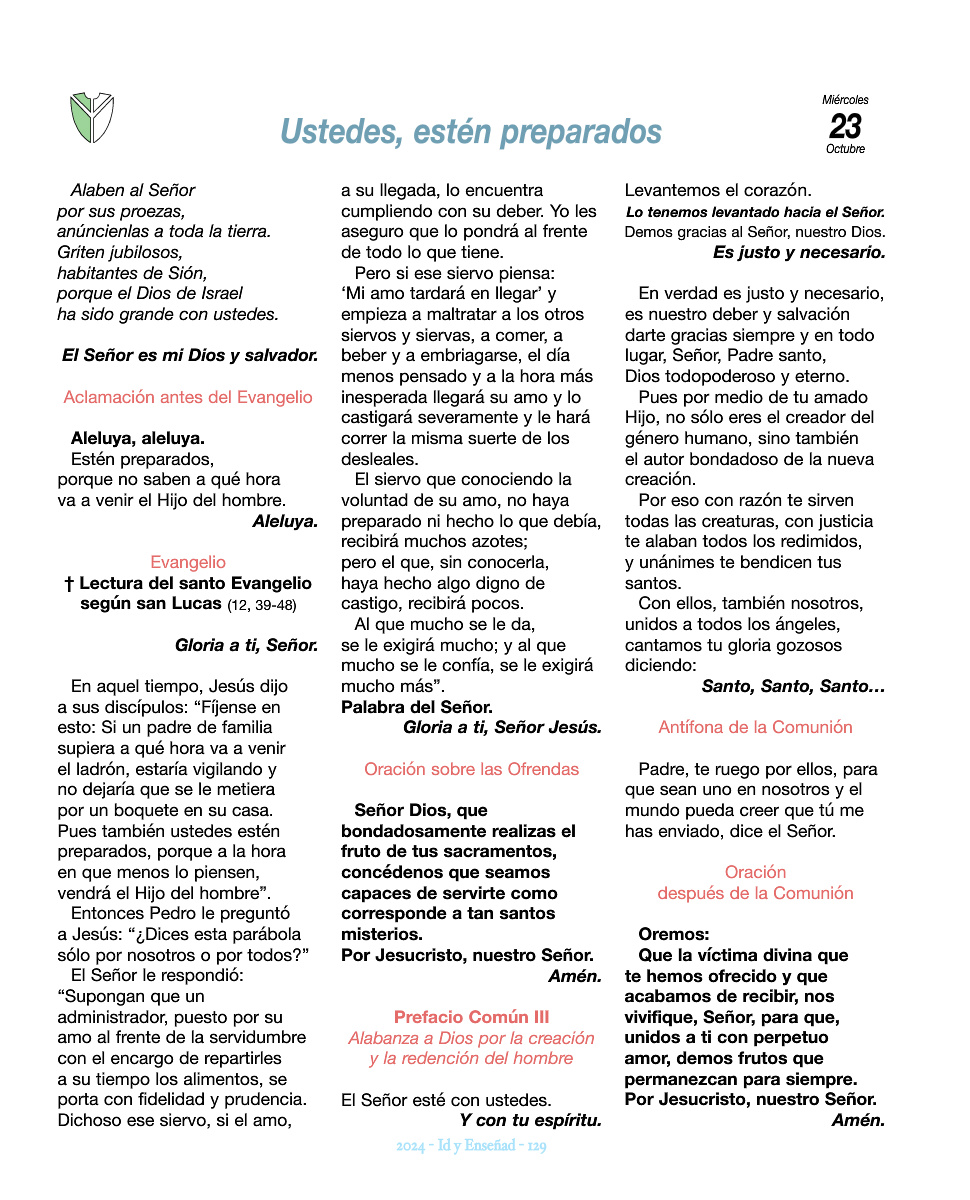 Ustedes, estén preparados
Miércoles
23
Octubre
Alaben al Señor
por sus proezas,
anúncienlas a toda la tierra.
Griten jubilosos,
habitantes de Sión,
porque el Dios de Israel
ha sido grande con ustedes.
El Señor es mi Dios y salvador.
Aclamación antes del Evangelio
Aleluya, aleluya.
Estén preparados,
porque no saben a qué hora
va a venir el Hijo del hombre.
Aleluya.
Evangelio
† Lectura del santo Evangelio
según san Lucas (12, 39-48)
Gloria a ti, Señor.
En aquel tiempo, Jesús dijo
a sus discípulos: “Fíjense en
esto: Si un padre de familia
supiera a qué hora va a venir
el ladrón, estaría vigilando y
no dejaría que se le metiera
por un boquete en su casa.
Pues también ustedes estén
preparados, porque a la hora
en que menos lo piensen,
vendrá el Hijo del hombre”.
Entonces Pedro le preguntó
a Jesús: “¿Dices esta parábola
sólo por nosotros o por todos?”
El Señor le respondió:
“Supongan que un
administrador, puesto por su
amo al frente de la servidumbre
con el encargo de repartirles
a su tiempo los alimentos, se
porta con fidelidad y prudencia.
Dichoso ese siervo, si el amo,
a su llegada, lo encuentra
cumpliendo con su deber. Yo les
aseguro que lo pondrá al frente
de todo lo que tiene.
Pero si ese siervo piensa:
‘Mi amo tardará en llegar’ y
empieza a maltratar a los otros
siervos y siervas, a comer, a
beber y a embriagarse, el día
menos pensado y a la hora más
inesperada llegará su amo y lo
castigará severamente y le hará
correr la misma suerte de los
desleales.
El siervo que conociendo la
voluntad de su amo, no haya
preparado ni hecho lo que debía,
recibirá muchos azotes;
pero el que, sin conocerla,
haya hecho algo digno de
castigo, recibirá pocos.
Al que mucho se le da,
se le exigirá mucho; y al que
mucho se le confía, se le exigirá
mucho más”.
Palabra del Señor.
Gloria a ti, Señor Jesús.
Oración sobre las Ofrendas
Señor Dios, que
bondadosamente realizas el
fruto de tus sacramentos,
concédenos que seamos
capaces de servirte como
corresponde a tan santos
misterios.
Por Jesucristo, nuestro Señor.
Amén.
Prefacio Común III
Alabanza a Dios por la creación
y la redención del hombre
El Señor esté con ustedes.
Y con tu espíritu.
Levantemos el corazón.
Lo tenemos levantado hacia el Señor.
Demos gracias al Señor, nuestro Dios.
Es justo y necesario.
En verdad es justo y necesario,
es nuestro deber y salvación
darte gracias siempre y en todo
lugar, Señor, Padre santo,
Dios todopoderoso y eterno.
Pues por medio de tu amado
Hijo, no sólo eres el creador del
género humano, sino también
el autor bondadoso de la nueva
creación.
Por eso con razón te sirven
todas las creaturas, con justicia
te alaban todos los redimidos,
y unánimes te bendicen tus
santos.
Con ellos, también nosotros,
unidos a todos los ángeles,
cantamos tu gloria gozosos
diciendo:
Santo, Santo, Santo…
Antífona de la Comunión
Padre, te ruego por ellos, para
que sean uno en nosotros y el
mundo pueda creer que tú me
has enviado, dice el Señor.
Oración
después de la Comunión
Oremos:
Que la víctima divina que
te hemos ofrecido y que
acabamos de recibir, nos
vivifique, Señor, para que,
unidos a ti con perpetuo
amor, demos frutos que
permanezcan para siempre.
Por Jesucristo, nuestro Señor.
Amén.
2024 - Id y Enseñad - 129